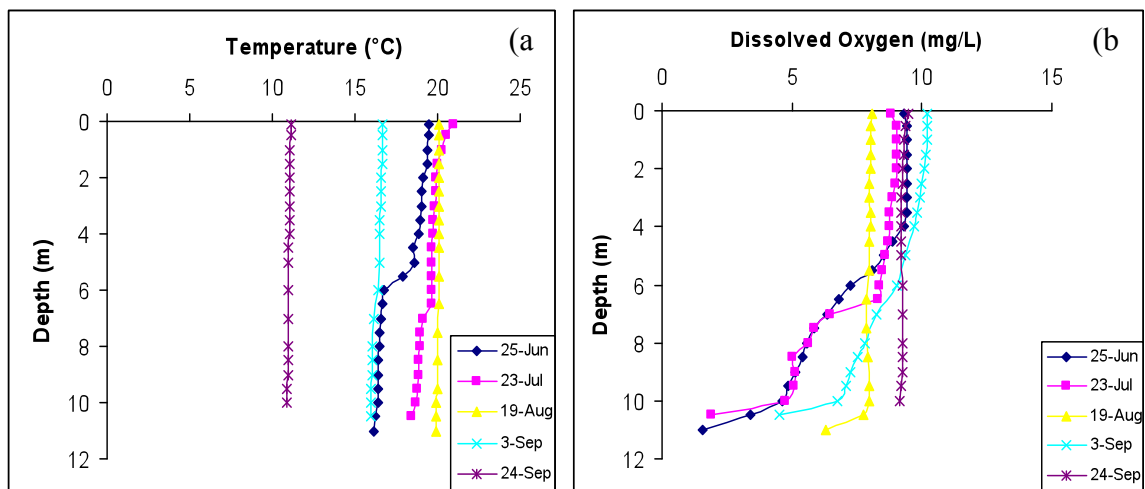 Temperature (°C)
(a
0 5 10 15 20 25
0
2
4
6
8
10
12
Depth (m)
25-Jun
23-Jul
19-Aug
3-Sep
24-Sep
Dissolved Oxygen (mg/L)
(b
0 5 10 15
0
2
4
6
8
10
12
Depth (m)
25-Jun
23-Jul
19-Aug
3-Sep
24-Sep